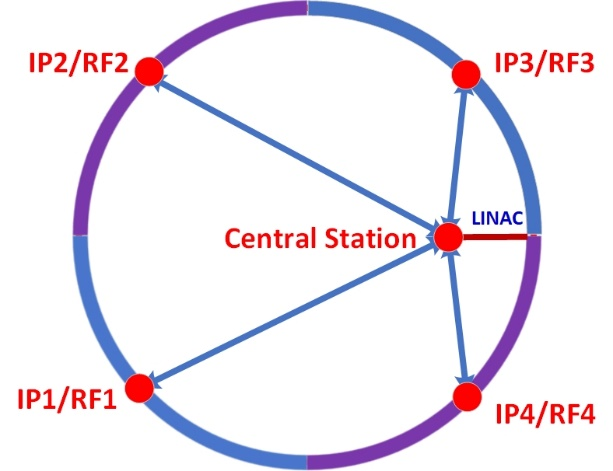 IP2/RF2
IP3/RF3
LINAC
Central Station
IP1/RF1
IP4/RF4